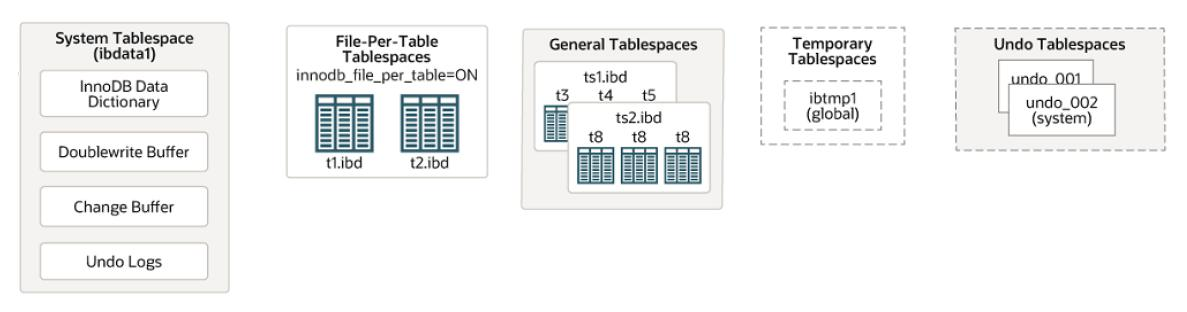 System Tablespace
(ibdata1)
InnoDB Data
Dictionary
Doublewrite Buffer
Change Buffer
Undo Logs
File-Per-Table
Tablespaces
innodb_file_per_table=ON
t1.ibd t2.ibd
General Tablespaces
ts1.ibd
t3 t4 t5
ts2.ibd
t8 t8 t8
Temporary
Tablespaces
ibtmp1
(global)
Undo Tablespaces
undo_001
undo_002
(system)